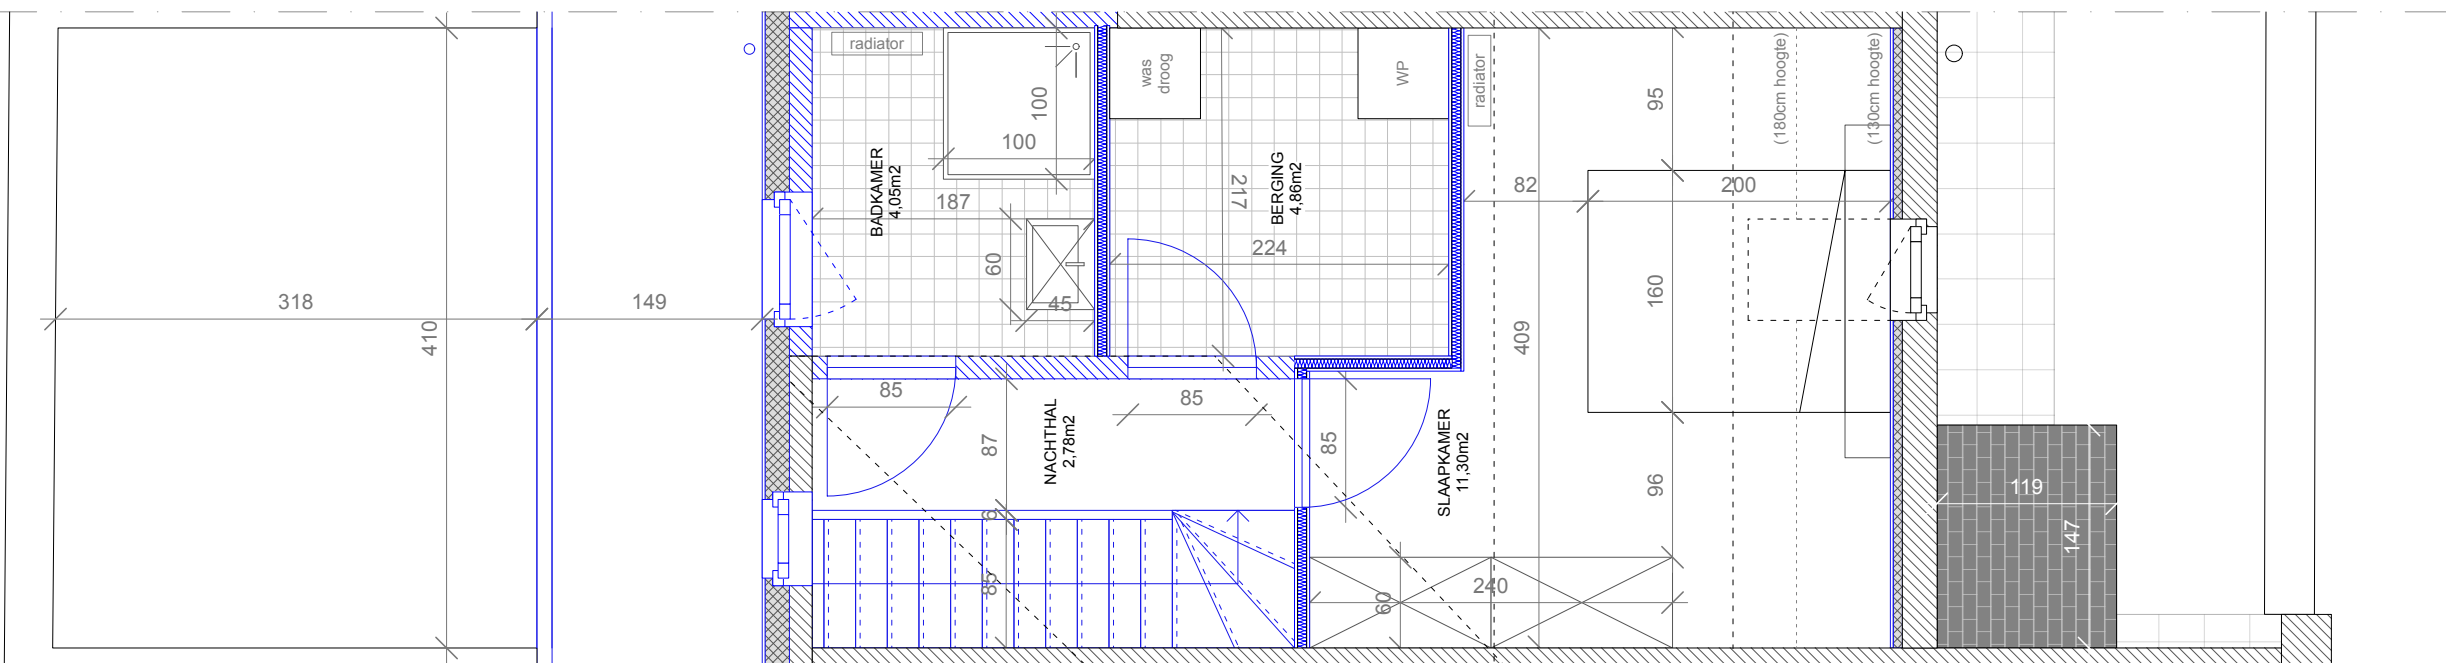 radiator
was
droog
WP
radiator
(180cm hoogte)
(130cm hoogte)
100
100
95
BADKAMER
4,05m2
187
217
BERGING
4,86m2
82
200
60
224
45
318
149
410
409
160
85
85
NACHTHAL
2,78m2
87
85
SLAAPKAMER
11,30m2
96
119
147
6
85
60
240